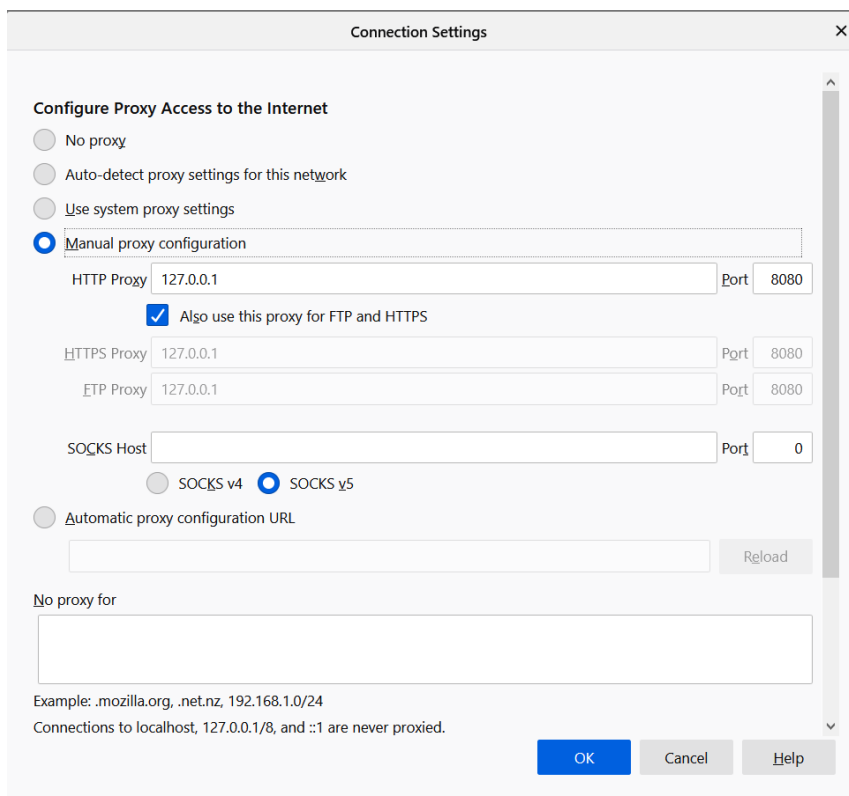 Connection Settings
Configure Proxy Access to the Internet
No proxy
Auto-detect proxy settings for this network
Use system proxy settings
Manual proxy configuration
HTTP Proxy 127.0.0.1 Port 8080
Also use this proxy for FTP and HTTPS
HTTPS Proxy 127.0.0.1 Port 8080
FTP Proxy 127.0.0.1 Port 8080
SOCKS Host Port 0
SOCKS v4 SOCKS v5
Automatic proxy configuration URL
Reload
No proxy for
Example: .mozilla.org, .net.nz, 192.168.1.0/24
Connections to localhost, 127.0.0.1/8, and ::1 are never proxied.
OK Cancel Help